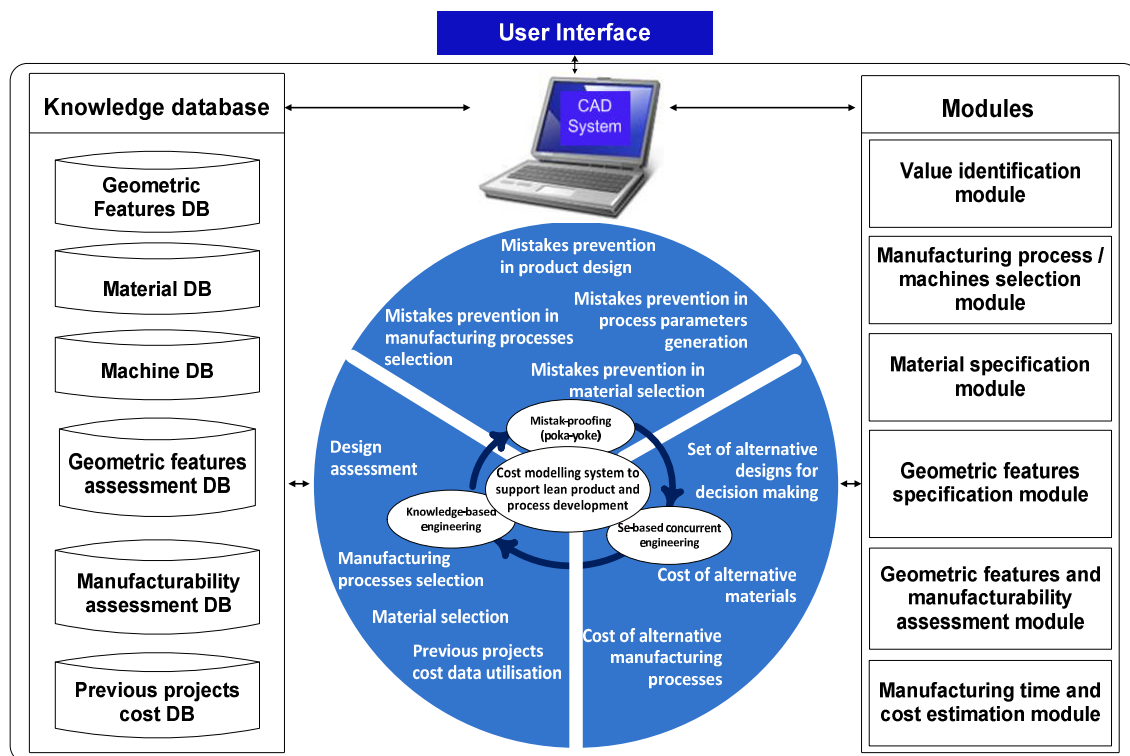 User Interface
Knowledge database
Geometric
Features DB
Material DB
Machine DB
Geometric features
assessment DB
Manufacturability
assessment DB
Previous projects
cost DB
CAD
System
Mistakes prevention
in product design
Mistakes prevention in
manufacturing processes
selection
Mistakes prevention in
process parameters
generation
Mistakes prevention in
material selection
Mistak-proofing
(poka-yoke)
Design
assessment
Cost modelling system to
support lean product and
process development
Set of alternative
designs for
decision making
Knowledge-based
engineering
Se-based concurrent
engineering
Manufacturing
processes selection
Material selection
Previous projects
cost data utilisation
Cost of alternative
materials
Cost of alternative
manufacturing
processes
Modules
Value identification
module
Manufacturing process /
machines selection
module
Material specification
module
Geometric features
specification module
Geometric features and
manufacturability
assessment module
Manufacturing time and
cost estimation module